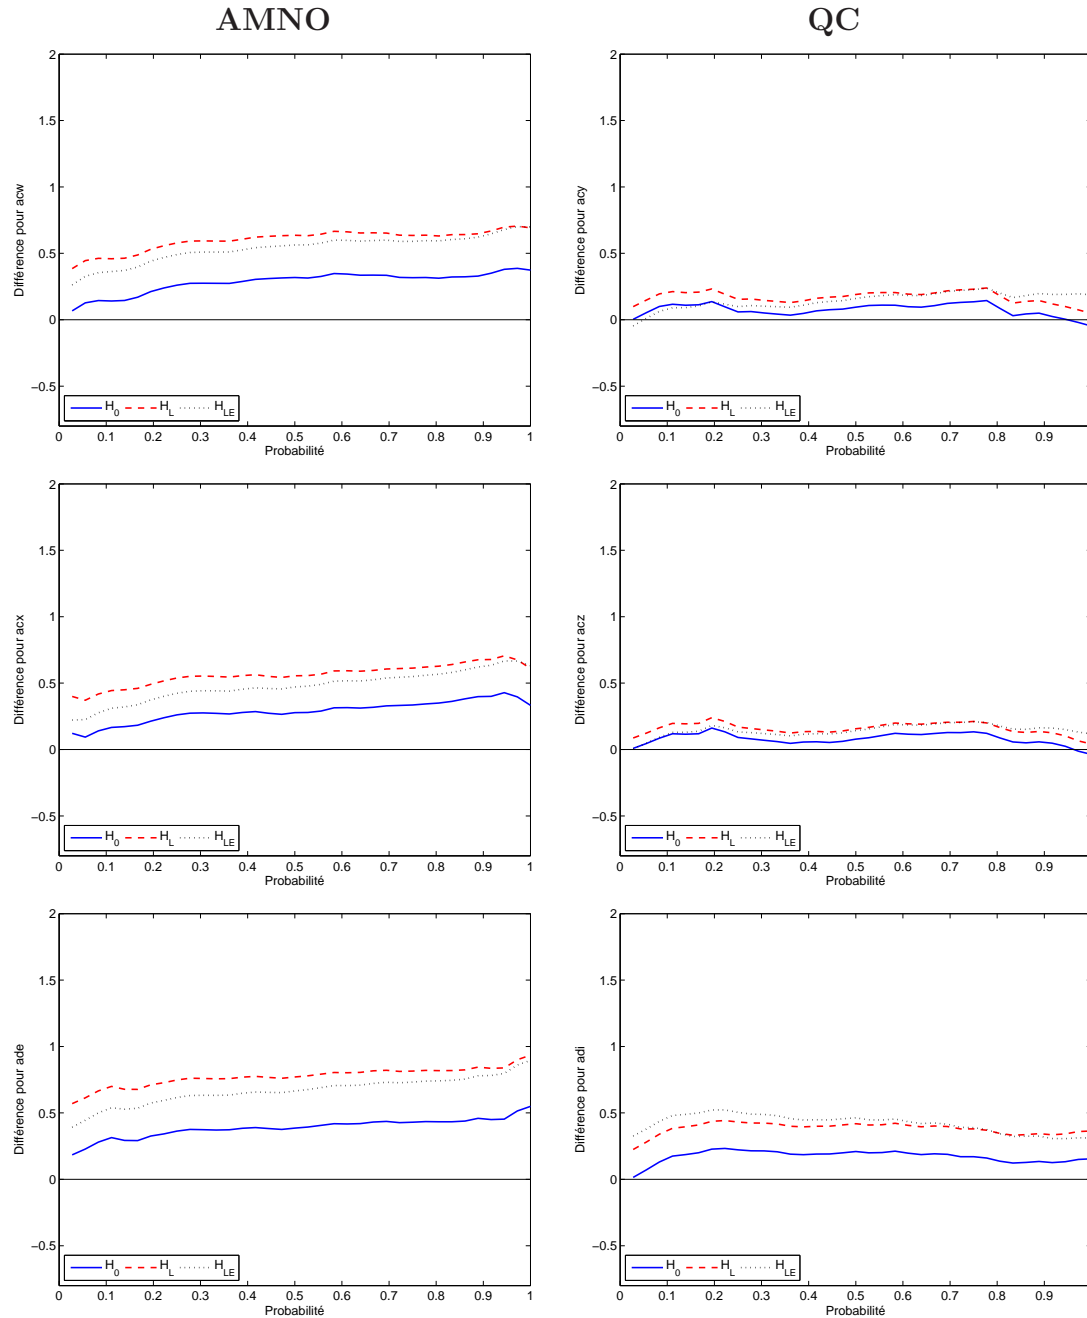 AMNO
QC
2
1.5
1
0.5
0
−0.5
Différence pour acw
H0 HL HLE
0 0.1 0.2 0.3 0.4 0.5 0.6 0.7 0.8 0.9 1
Probabilité
2
1.5
1
0.5
0
−0.5
Différence pour acy
H0 HL HLE
0 0.1 0.2 0.3 0.4 0.5 0.6 0.7 0.8 0.9
Probabilité
2
1.5
1
0.5
0
−0.5
Différence pour acx
H0 HL HLE
0 0.1 0.2 0.3 0.4 0.5 0.6 0.7 0.8 0.9 1
Probabilité
2
1.5
1
0.5
0
−0.5
Différence pour acz
H0 HL HLE
0 0.1 0.2 0.3 0.4 0.5 0.6 0.7 0.8 0.9
Probabilité
2
1.5
1
0.5
0
−0.5
Différence pour ade
H0 HL HLE
0 0.1 0.2 0.3 0.4 0.5 0.6 0.7 0.8 0.9 1
Probabilité
2
1.5
1
0.5
0
−0.5
Différence pour adi
H0 HL HLE
0 0.1 0.2 0.3 0.4 0.5 0.6 0.7 0.8 0.9
Probabilité